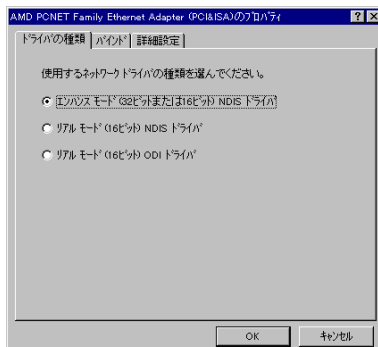 AMD PCNET Family Ethernet Adapter (PCI&ISA)のﾌﾟﾛﾊﾟﾃｨ
ﾄﾞﾗｲﾊﾞの種類 ﾊﾞｲﾝﾄﾞ 詳細設定
使用するﾈｯﾄﾜｰｸ ﾄﾞﾗｲﾊﾞの種類を選んでください。
ｴﾝﾊﾝｽ ﾓｰﾄﾞ (32ﾋﾞｯﾄまたは16ﾋﾞｯﾄ) NDIS ﾄﾞﾗｲﾊﾞ
ﾘｱﾙ ﾓｰﾄﾞ (16ﾋﾞｯﾄ) NDIS ﾄﾞﾗｲﾊﾞ
ﾘｱﾙ ﾓｰﾄﾞ (16ﾋﾞｯﾄ) ODI ﾄﾞﾗｲﾊﾞ
OK ｷｬﾝｾﾙ